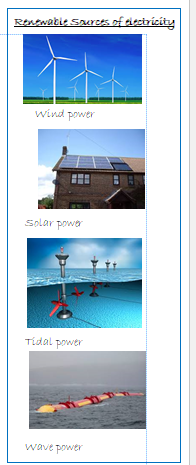 Renewable Sources of electricity
Wind power
Solar power
Tidal power
Wave power